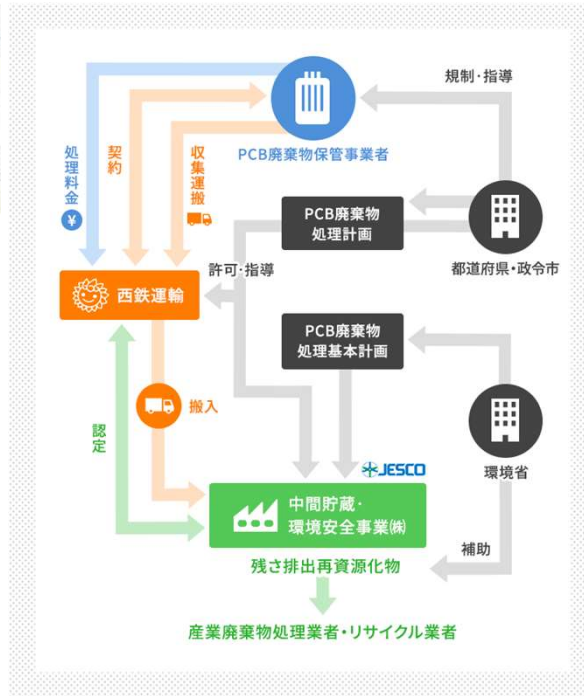 規制・指導
PCB廃棄物保管事業者
処理料金
¥
契約
収集運搬
PCB廃棄物
処理計画
都道府県・政令市
許可・指導
西鉄運輸
PCB廃棄物
処理基本計画
搬入
認定
環境省
JESCO
中間貯蔵・
環境安全事業㈱
補助
残さ排出再資源化物
産業廃棄物処理業者・リサイクル業者